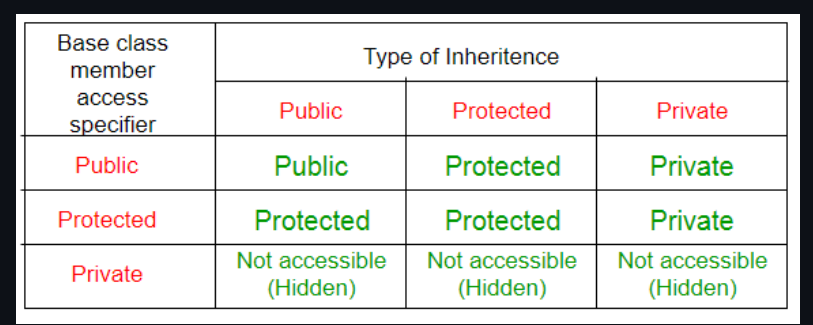 Base class
member
access
specifier
Type of Inheritence
Public
Protected
Private
Public
Public
Protected
Private
Protected
Protected
Protected
Private
Private
Not accessible
(Hidden)
Not accessible
(Hidden)
Not accessible
(Hidden)